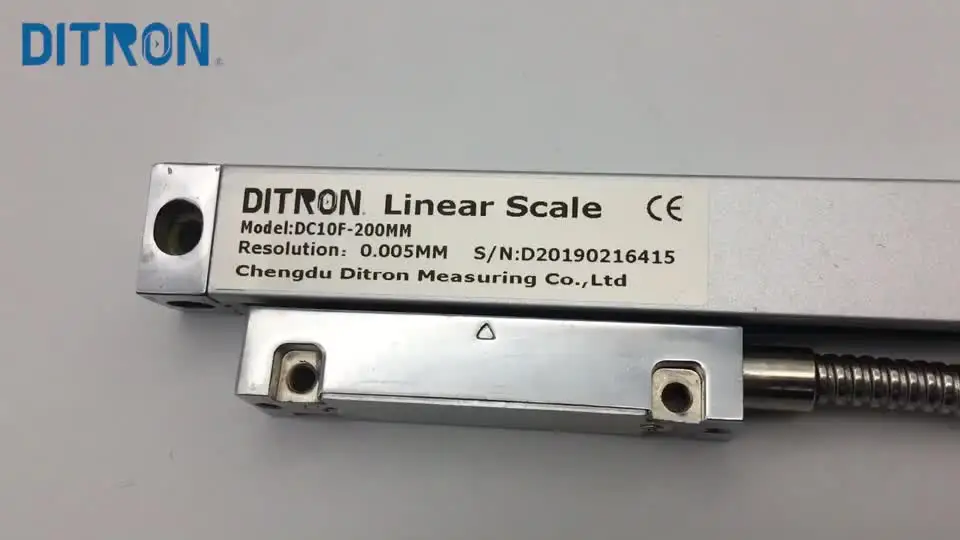 DITRON®
DITRON. Linear Scale CE
Model:DC10F-200MM
Resolution: 0.005MM S/N:D20190216415
Chengdu Ditron Measuring Co.,Ltd